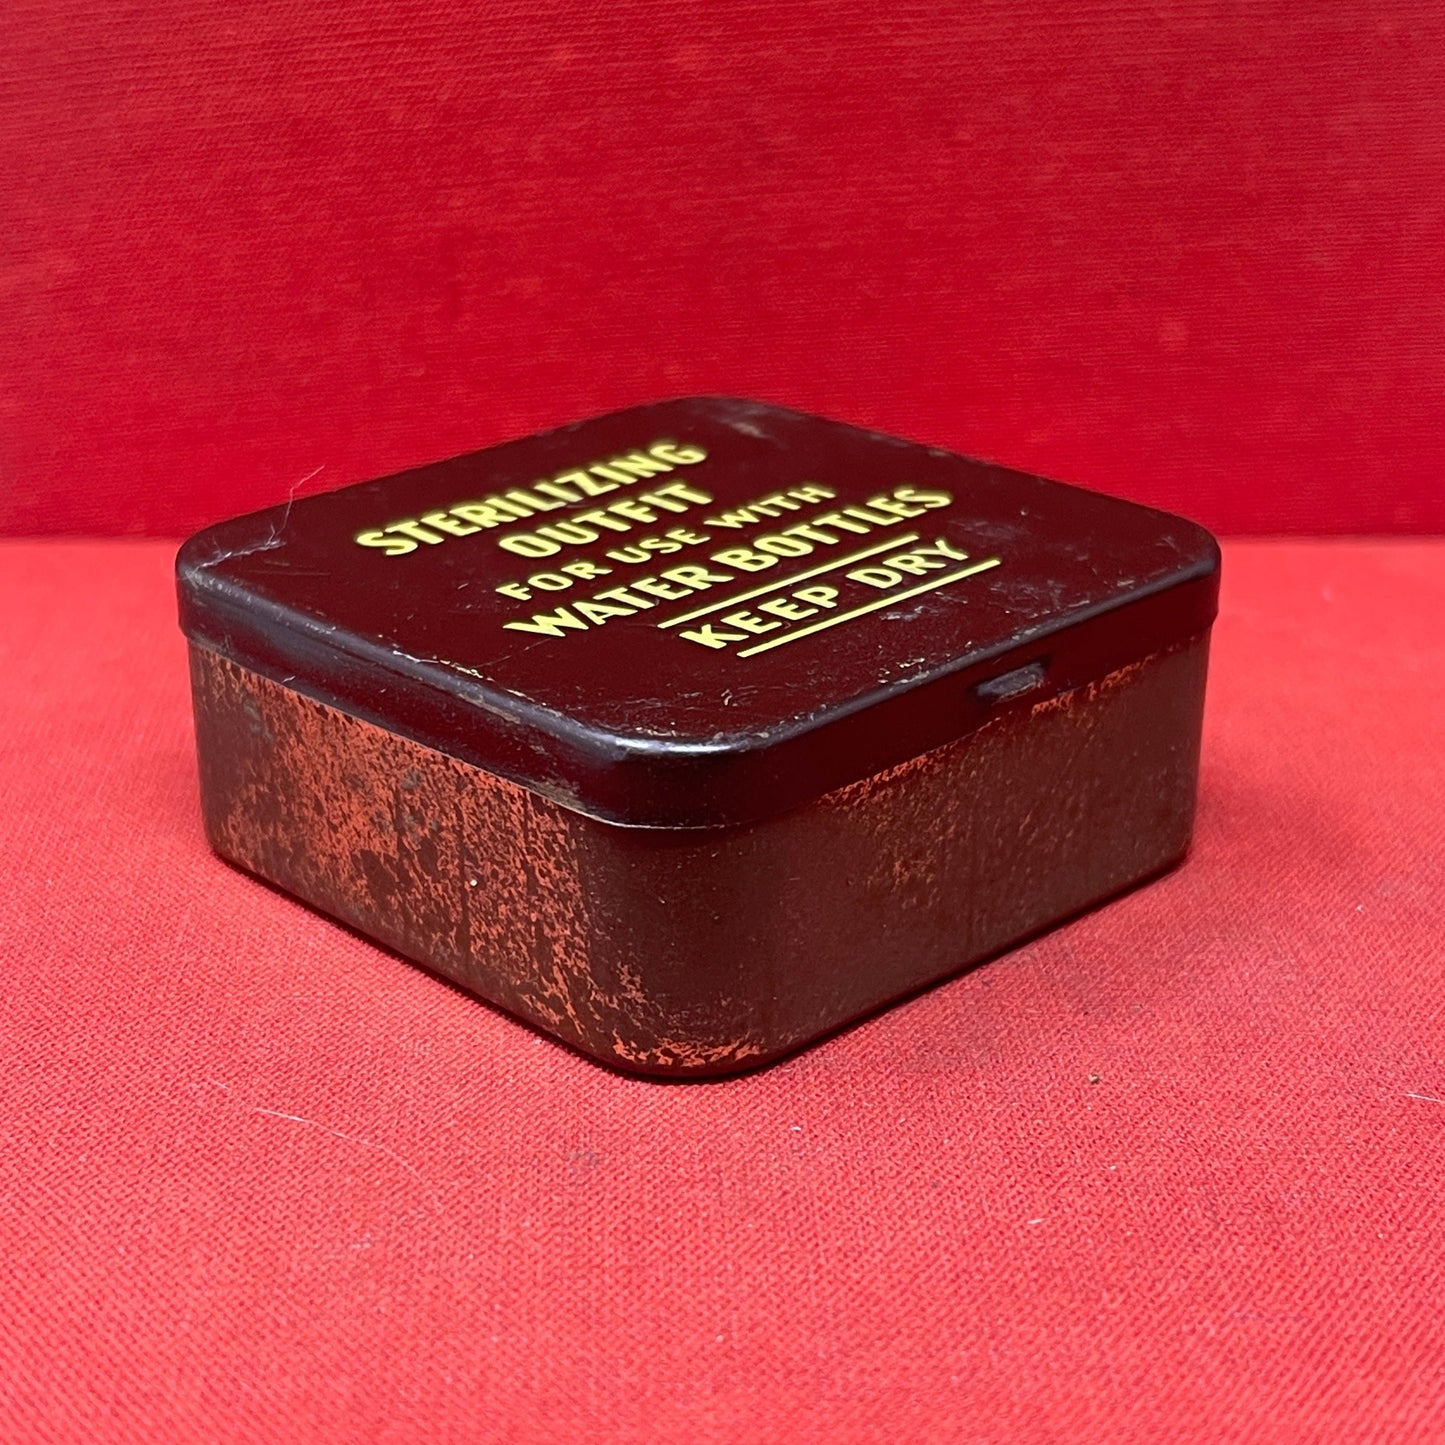 STERILIZING
OUTFIT
FOR USE WITH
WATER BOTTLES
KEEP DRY